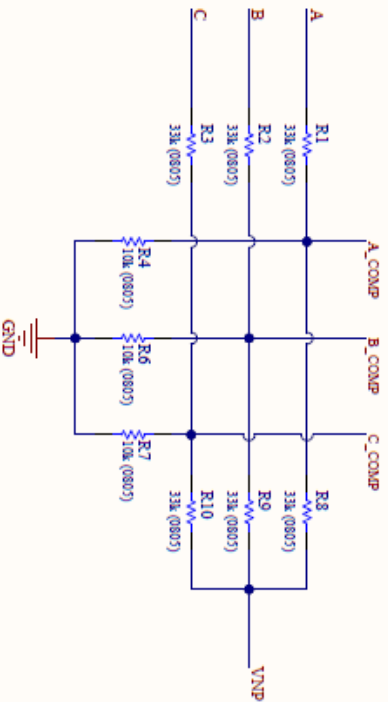 A
B
C
R1
33k (0805)
R2
33k (0805)
R3
33k (0805)
A_COMP
B_COMP
C_COMP
R4
10k (0805)
R6
10k (0805)
R7
10k (0805)
GND
R8
33k (0805)
R9
33k (0805)
R10
33k (0805)
VNP